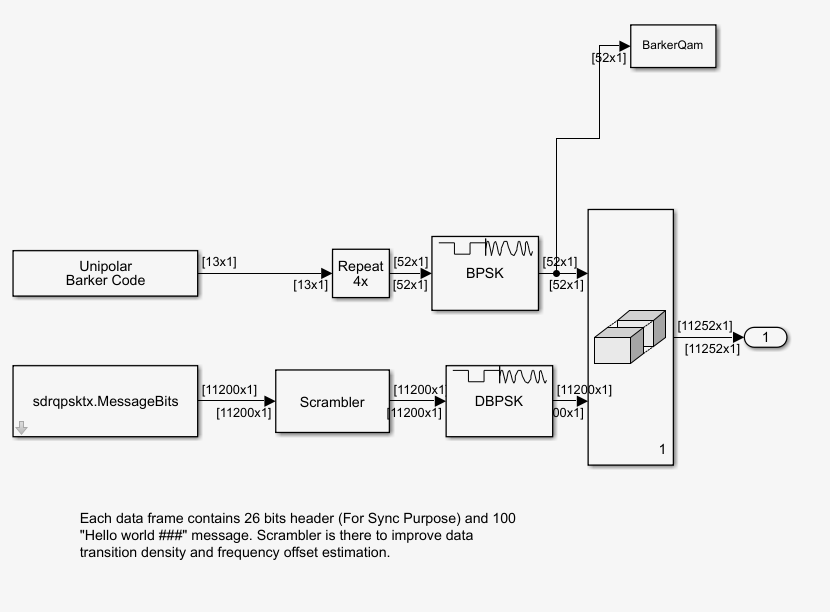 BarkerQam
[52x1]
Unipolar
Barker Code
[13x1]
[13x1]
Repeat
4x
[52x1]
[52x1]
BPSK
[52x1]
[52x1]
sdrqpsktx.MessageBits
[11200x1]
[11200x1]
Scrambler
[11200x1
[11200x1]
DBPSK
[11200x1]
00x1]
1
[11252x1]
[11252x1]
1
Each data frame contains 26 bits header (For Sync Purpose) and 100
"Hello world ###" message. Scrambler is there to improve data
transition density and frequency offset estimation.